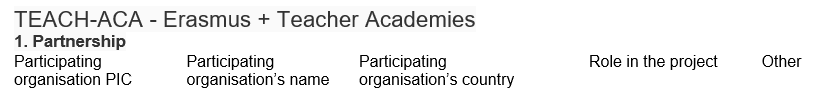 TEACH-ACA - Erasmus + Teacher Academies
1. Partnership
Participating organisation PIC
Participating organisation's name
Participating organisation's country
Role in the project
Other